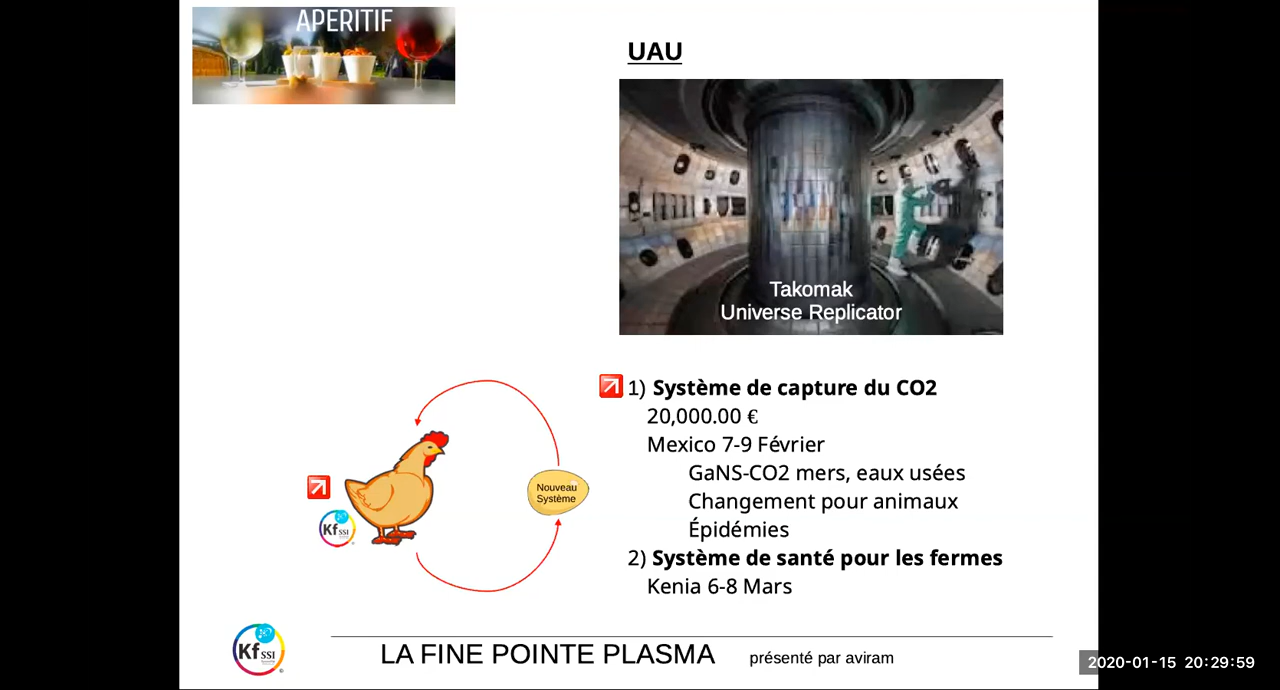 APERITIF
UAU
Takomak
Universe Replicator
1) Système de capture du CO2
20,000.00 €
Mexico 7-9 Février
GaNS-CO2 mers, eaux usées
Changement pour animaux
Épidémies
2) Système de santé pour les fermes
Kenia 6-8 Mars
Nouveau
Système
Kf SSI
Kf SSI
LA FINE POINTE PLASMA
présenté par aviram
2020-01-15 20:29:59